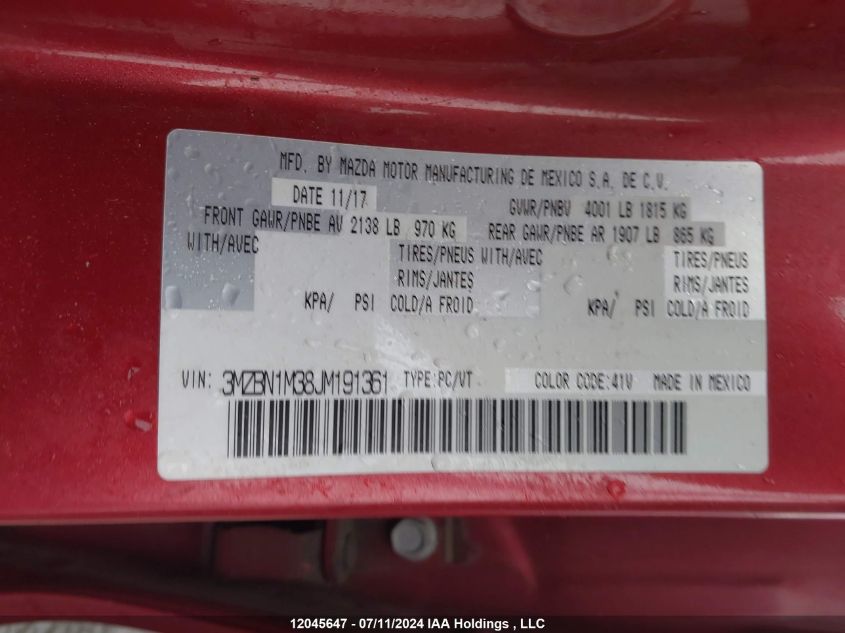 MFD. BY MAZDA MOTOR MANUFACTURING DE MEXICO S.A. DE C.V.
DATE 11/17 GVWR/PNBV 4001 LB 1815 KG
FRONT GAWR/PNBE AV 2138 LB 970 KG REAR GAWR/PNBE AR 1907 LB 865 KG
WITH/AVEC TIRES/PNEUS WITH/AVEC TIRES/PNEUS
RIMS/JANTES RIMS/JANTES
KPA/ PSI COLD/A FROID KPA/ PSI COLD/A FROID
VIN: 3MZBN1M38JM191361 TYPE:PC/VT COLOR CODE:41V MADE IN MEXICO
12045647 - 07/11/2024 IAA Holdings , LLC